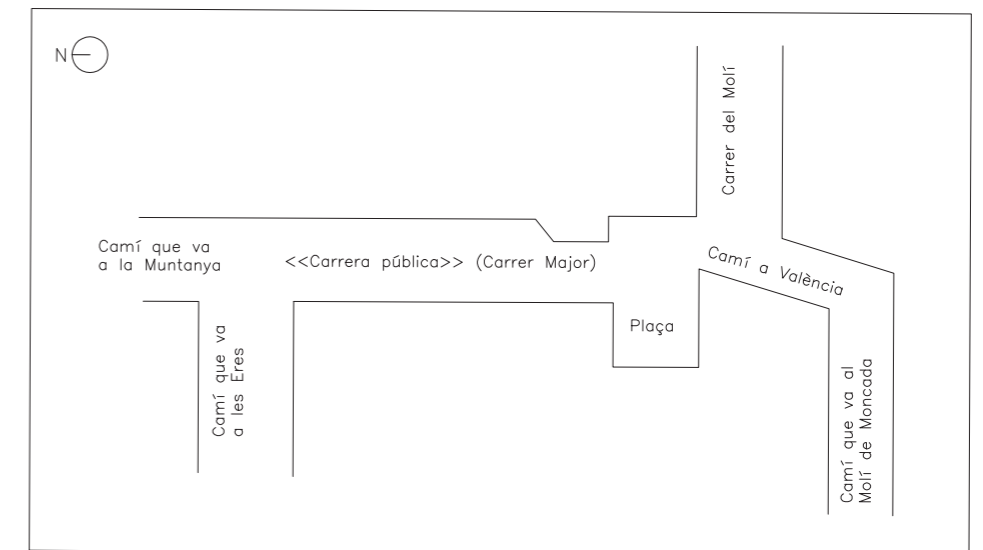 N
Carrer del Molí
Camí que va
a la Muntanya
<<Carrera pública>> (Carrer Major)
Camí a València
Plaça
Camí que va
a les Eres
Camí que va al
Molí de Moncada